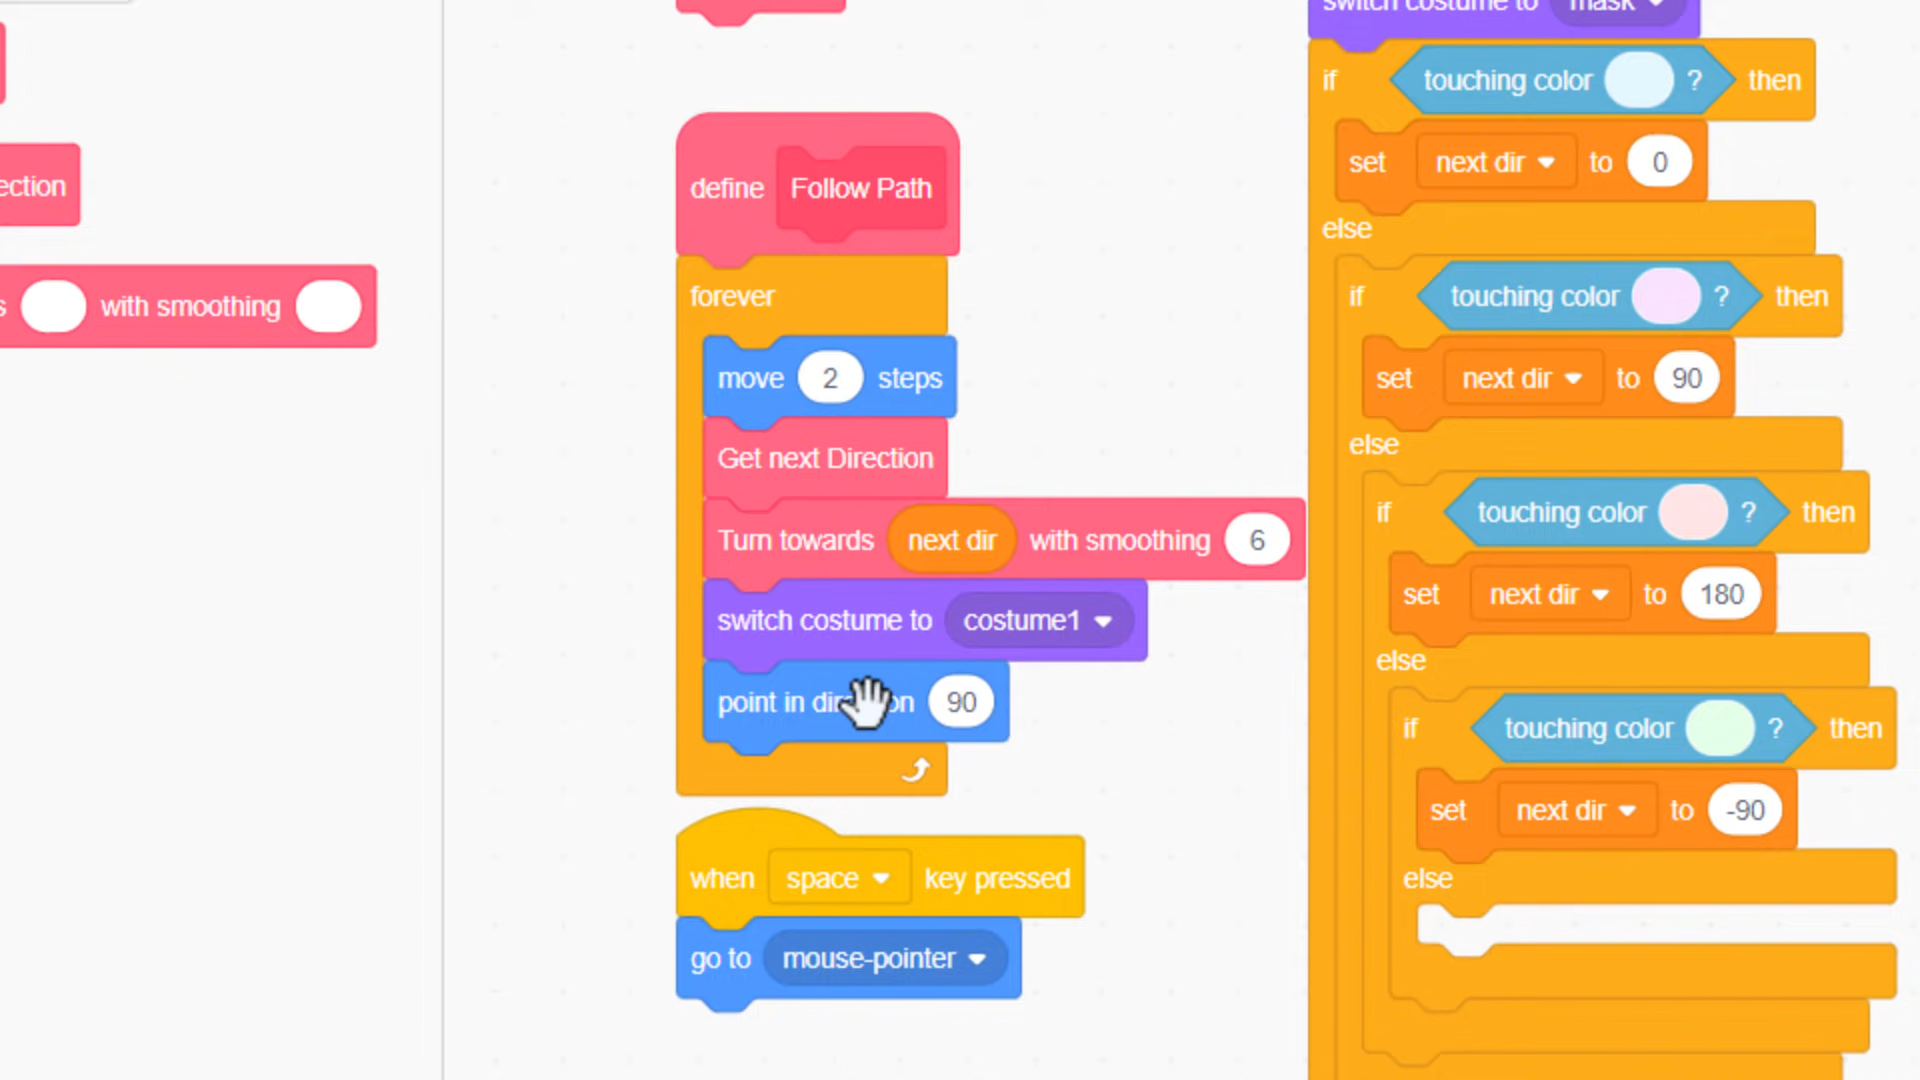 ection
s with smoothing
define Follow Path
forever
move 2 steps
Get next Direction
Turn towards next dir with smoothing 6
switch costume to costume1
point in direction 90
when space key pressed
go to mouse-pointer
switch costume to mask
if touching color ? then
set next dir to 0
else
if touching color ? then
set next dir to 90
else
if touching color ? then
set next dir to 180
else
if touching color ? then
set next dir to -90
else